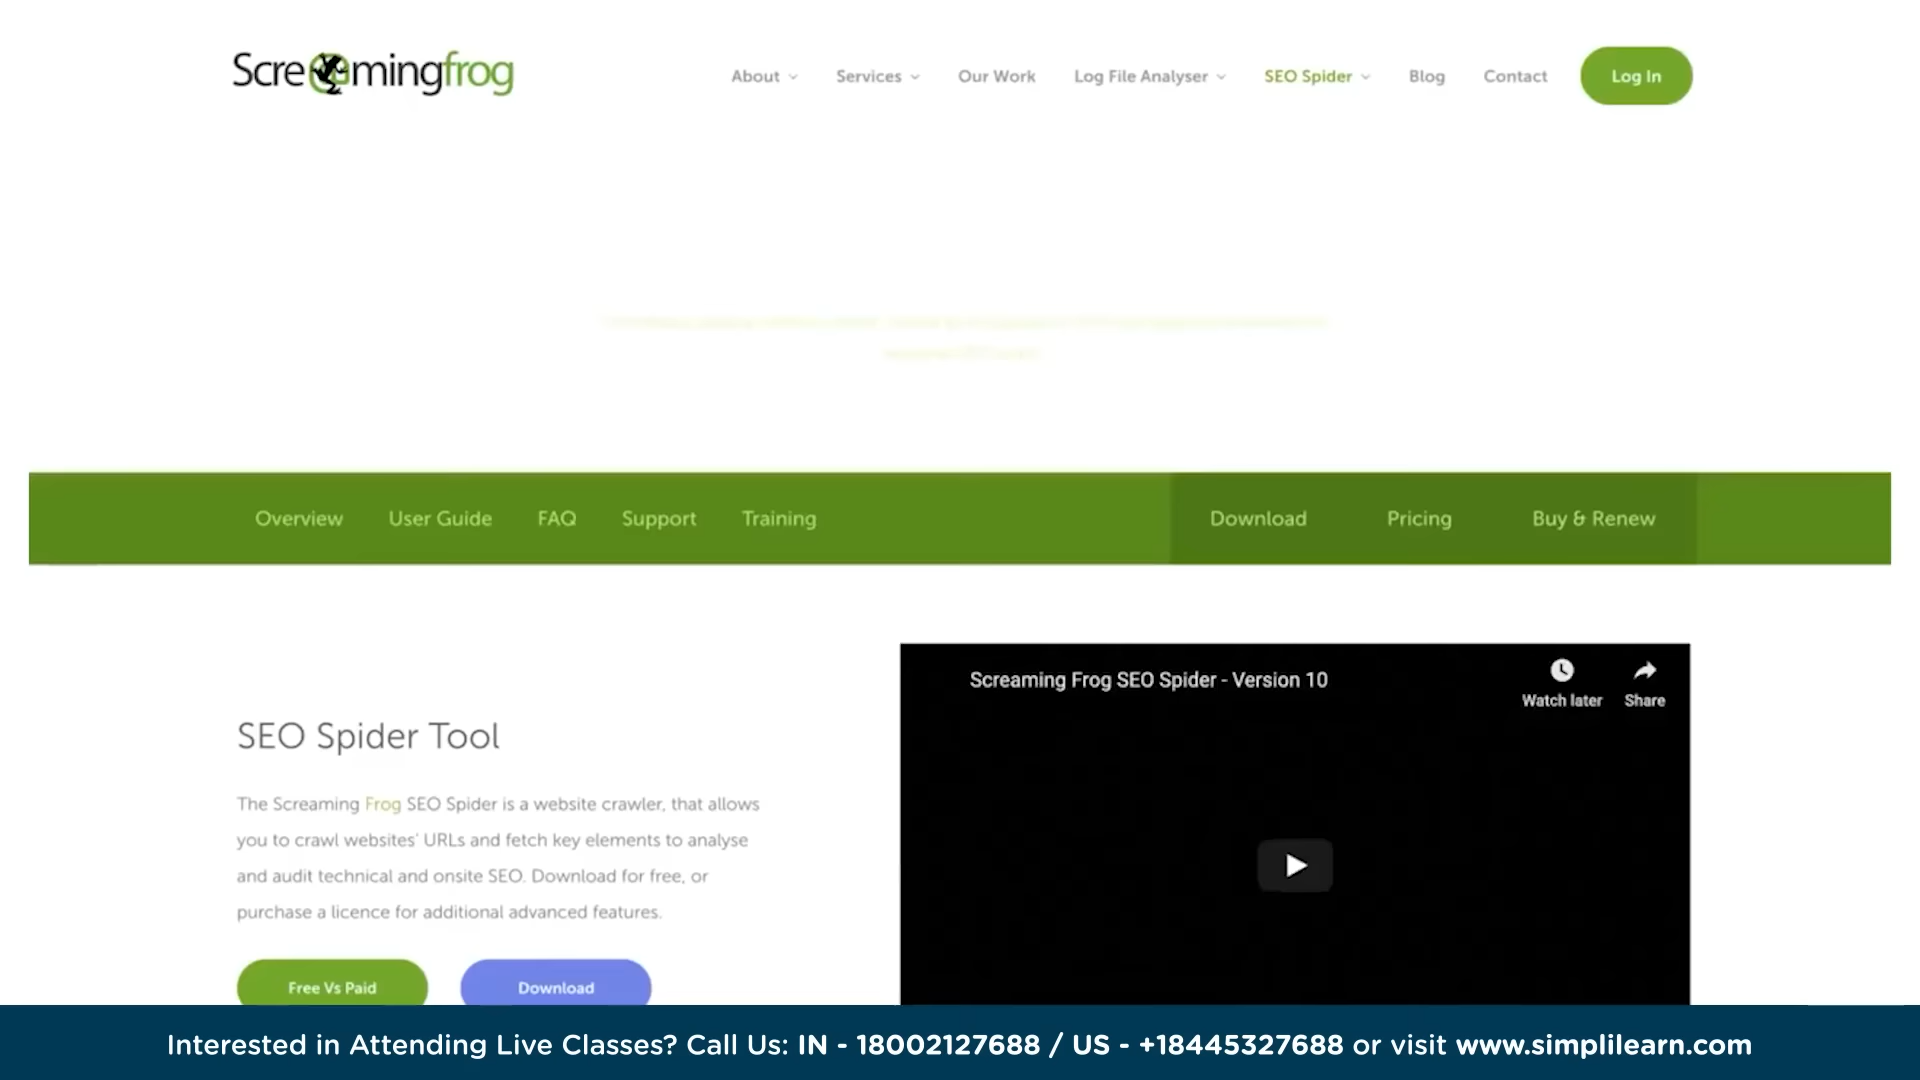 Screamingfrog
About Services Our Work Log File Analyser SEO Spider Blog Contact Log In
Overview User Guide FAQ Support Training Download Pricing Buy & Renew
Screaming Frog SEO Spider - Version 10
Watch later Share
SEO Spider Tool
The Screaming Frog SEO Spider is a website crawler, that allows
you to crawl websites' URLs and fetch key elements to analyse
and audit technical and onsite SEO. Download for free, or
purchase a licence for additional advanced features.
Free Vs Paid Download
Interested in Attending Live Classes? Call Us: IN - 18002127688 / US - +18445327688 or visit www.simplilearn.com